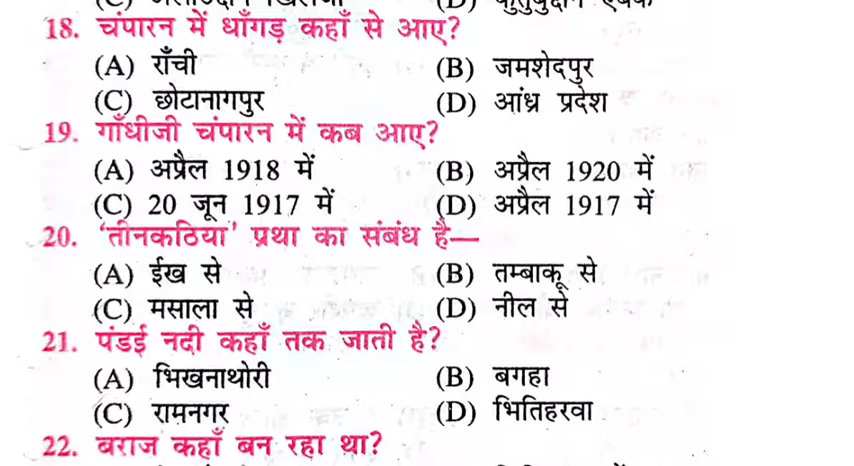 18. चंपारन में धाँगड़ कहाँ से आए?
(A) राँची (B) जमशेदपुर
(C) छोटानागपुर (D) आंध्र प्रदेश
19. गाँधीजी चंपारन में कब आए?
(A) अप्रैल 1918 में (B) अप्रैल 1920 में
(C) 20 जून 1917 में (D) अप्रैल 1917 में
20. ‘तीनकठिया’ प्रथा का संबंध है—
(A) ईख से (B) तम्बाकू से
(C) मसाला से (D) नील से
21. पंडई नदी कहाँ तक जाती है?
(A) भिखनाथोरी (B) बगहा
(C) रामनगर (D) भितिहरवा
22. बराज कहाँ बन रहा था?